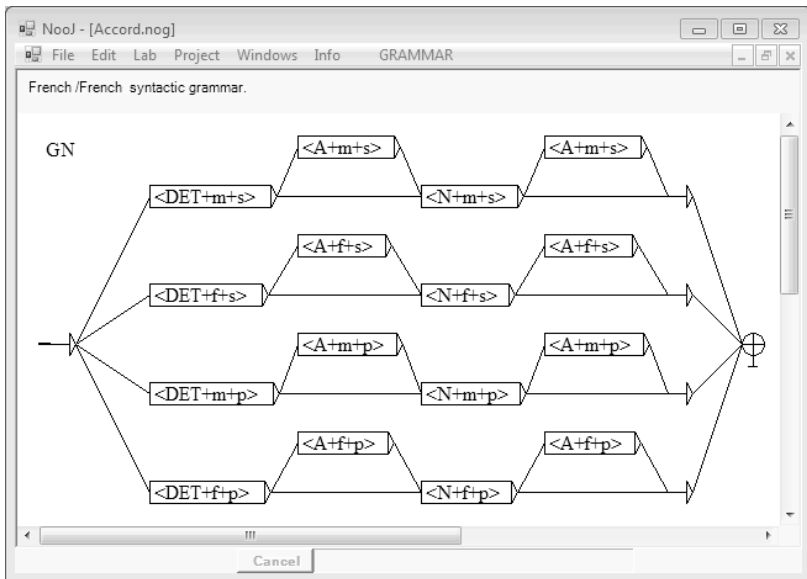 NooJ - [Accord.nog]
File Edit Lab Project Windows Info GRAMMAR
French /French syntactic grammar.
GN
<A+m+s> <A+m+s>
<DET+m+s> <N+m+s>
<A+f+s> <A+f+s>
<DET+f+s> <N+f+s>
<A+m+p> <A+m+p>
<DET+m+p> <N+m+p>
<A+f+p> <A+f+p>
<DET+f+p> <N+f+p>
Cancel